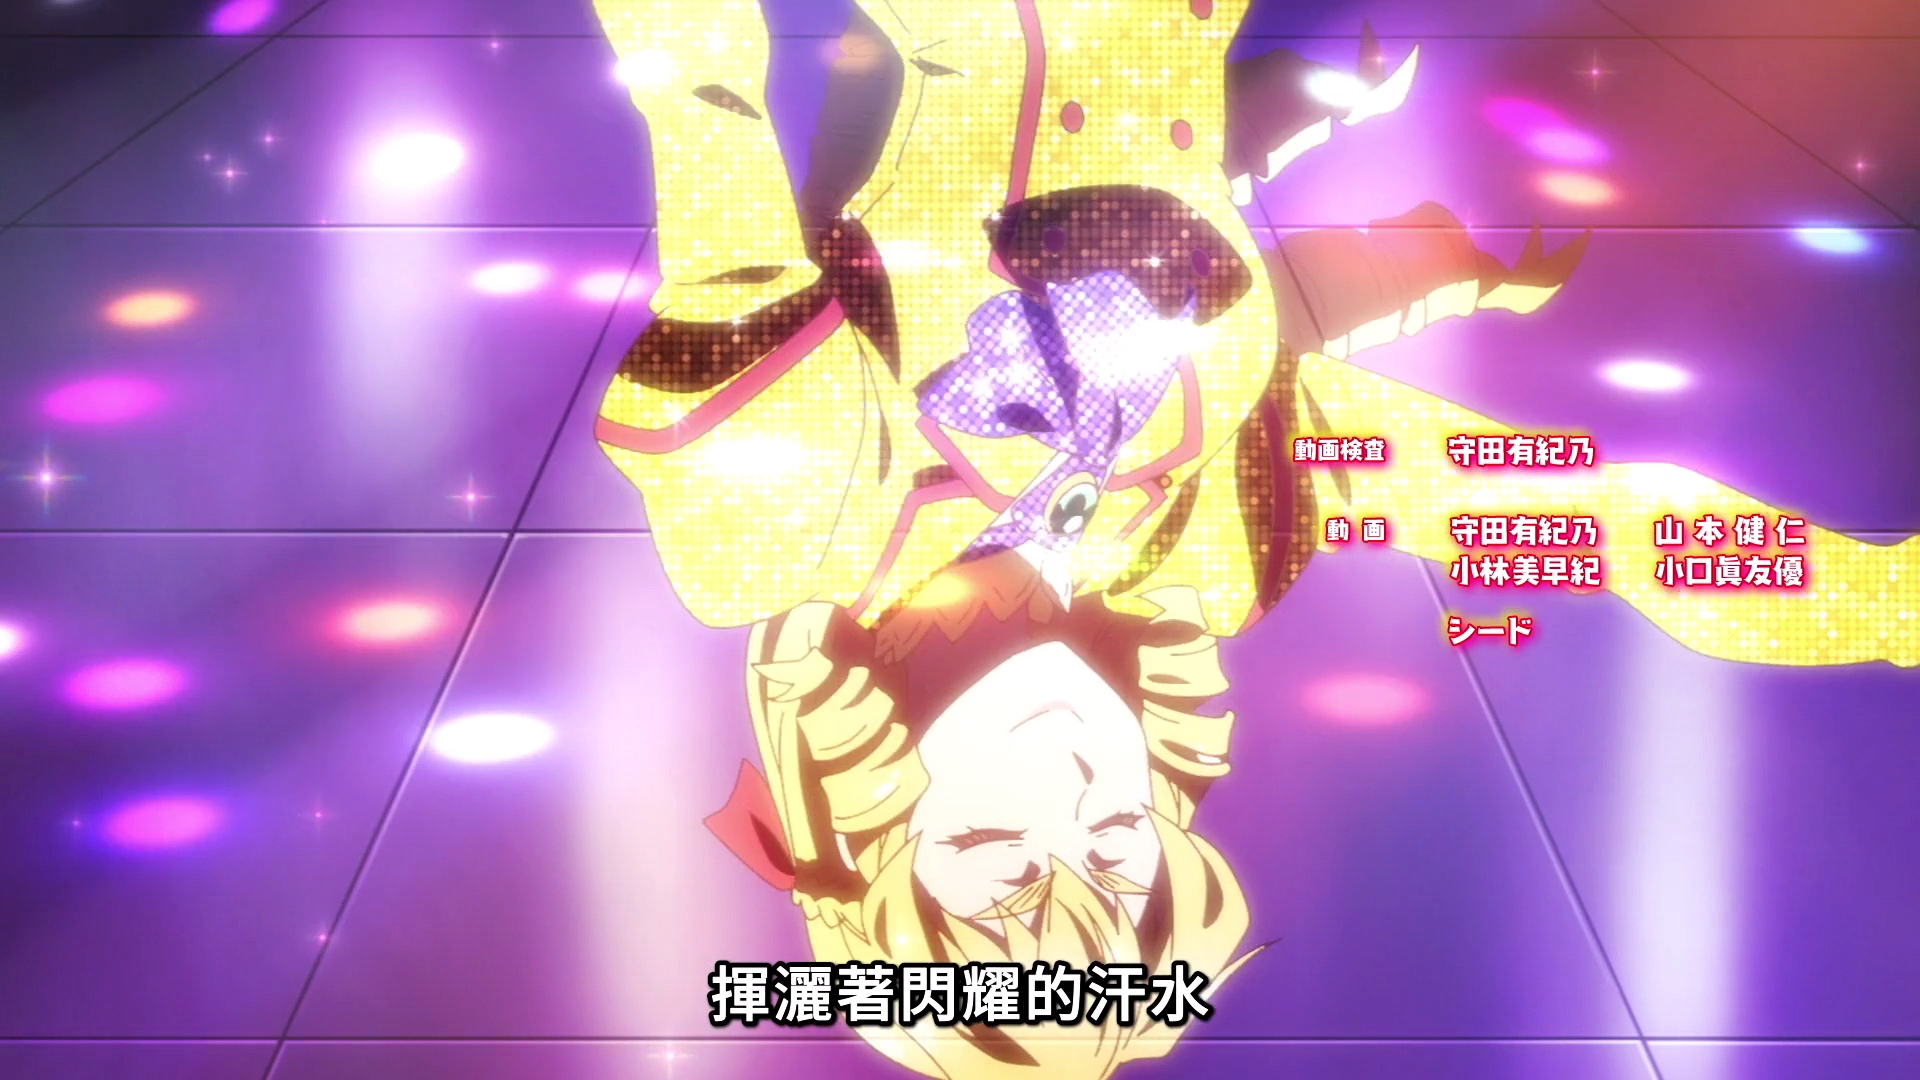 動画検査 守田有紀乃
動画 守田有紀乃 山本健仁
小林美早紀 小口眞友優
シード
揮灑著閃耀的汗水